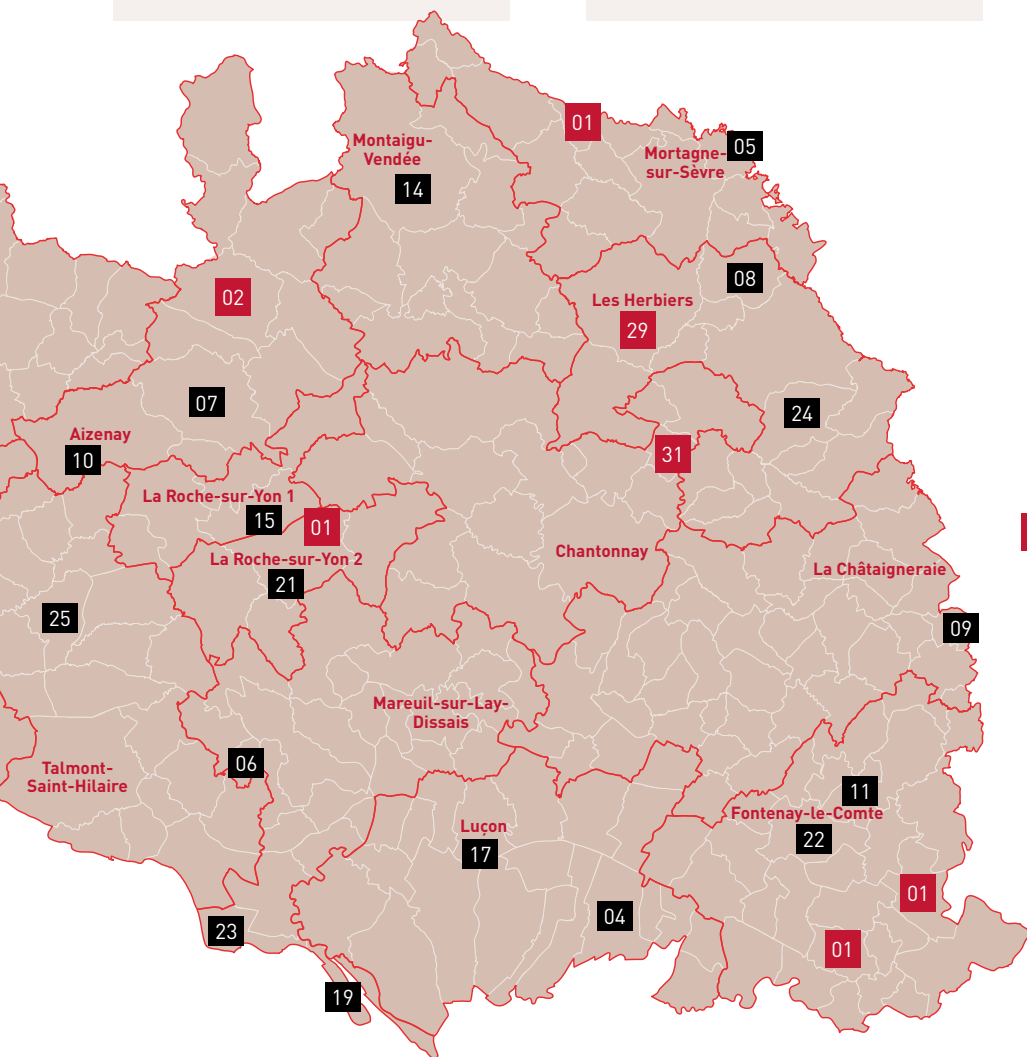 01
Montaigu-
Vendée
14
Mortagne-
sur-Sèvre
05
08
02
Les Herbiers
29
07
24
Aizenay
10
31
La Roche-sur-Yon 1
15
01
La Roche-sur-Yon 2
21
Chantonnay
La Châtaigneraie
25
09
Mareuil-sur-Lay-
Dissais
06
Talmont-
Saint-Hilaire
11
Fontenay-le-Comte
22
Luçon
17
01
04
23
01
19